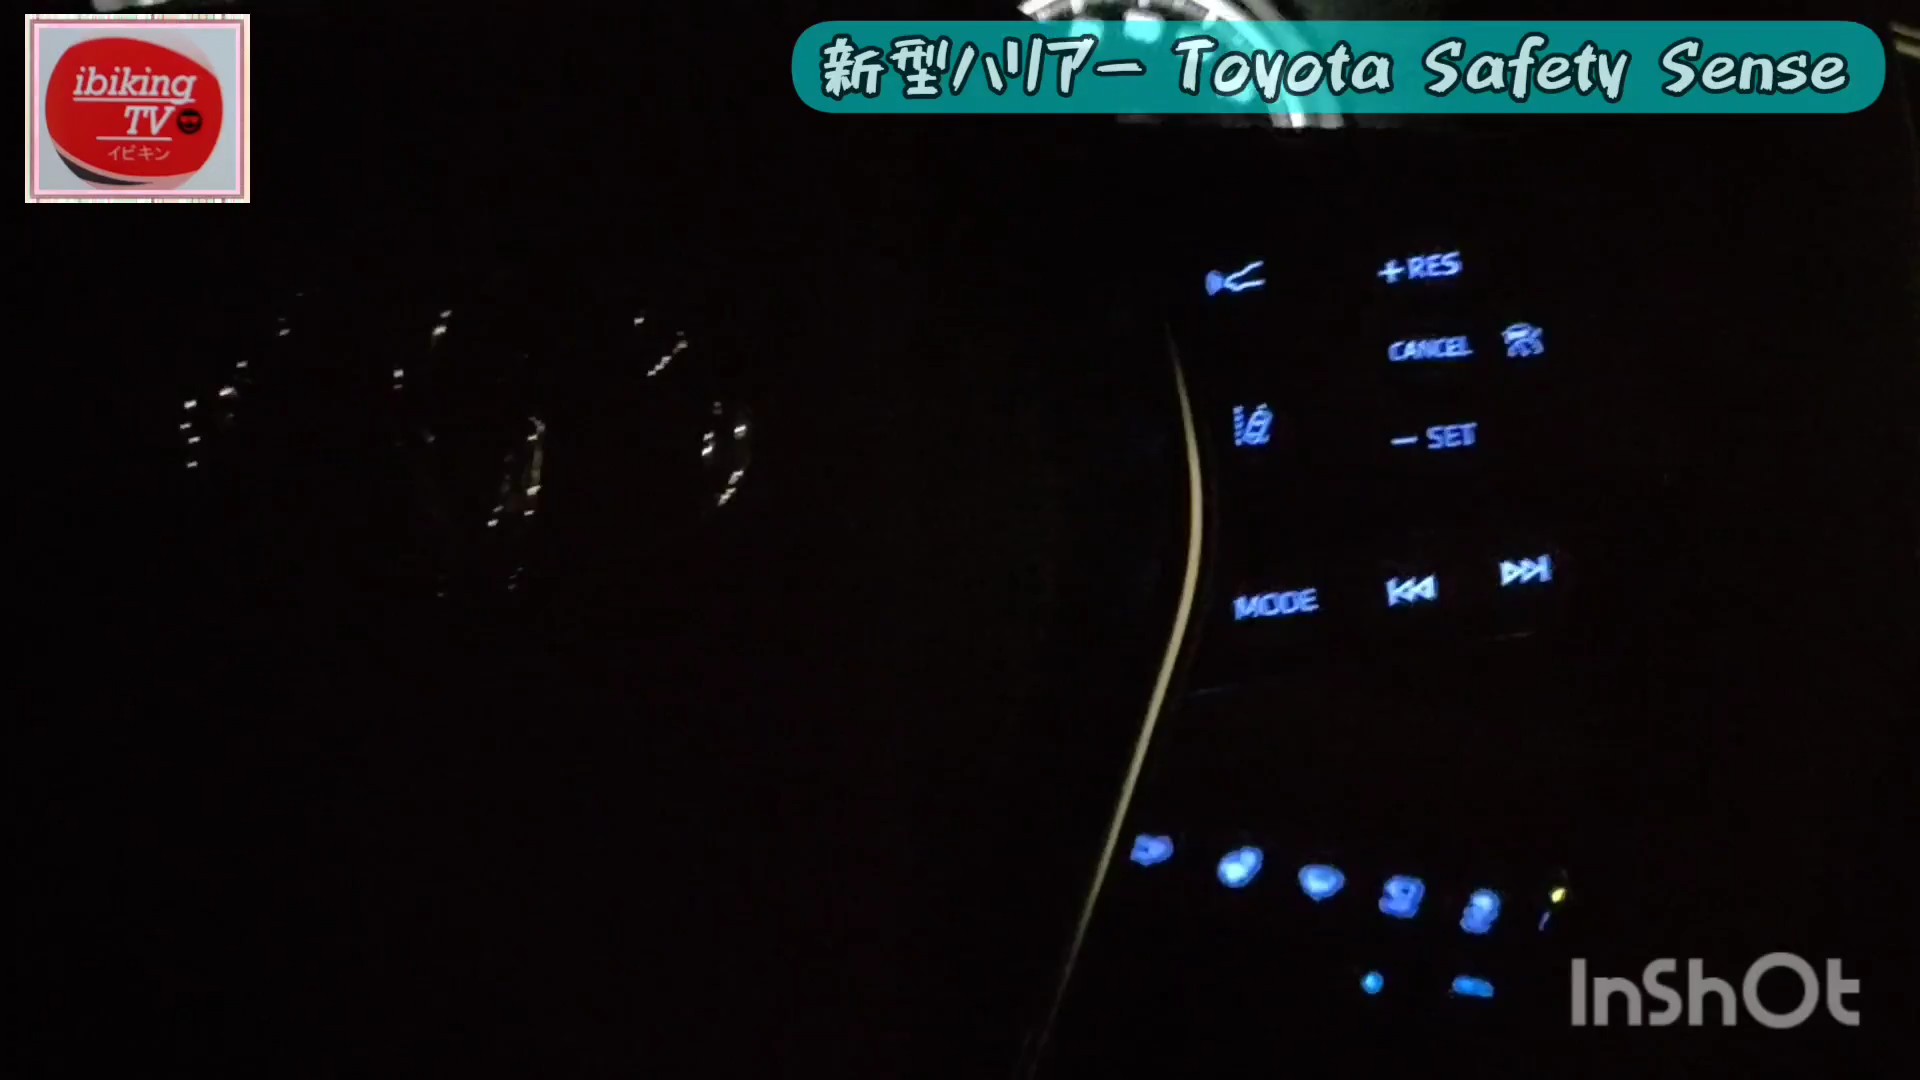 ibiking
TV
イビキン
新型ハリアー Toyota Safety Sense
+RES
CANCEL
− SET
MODE
InShOt